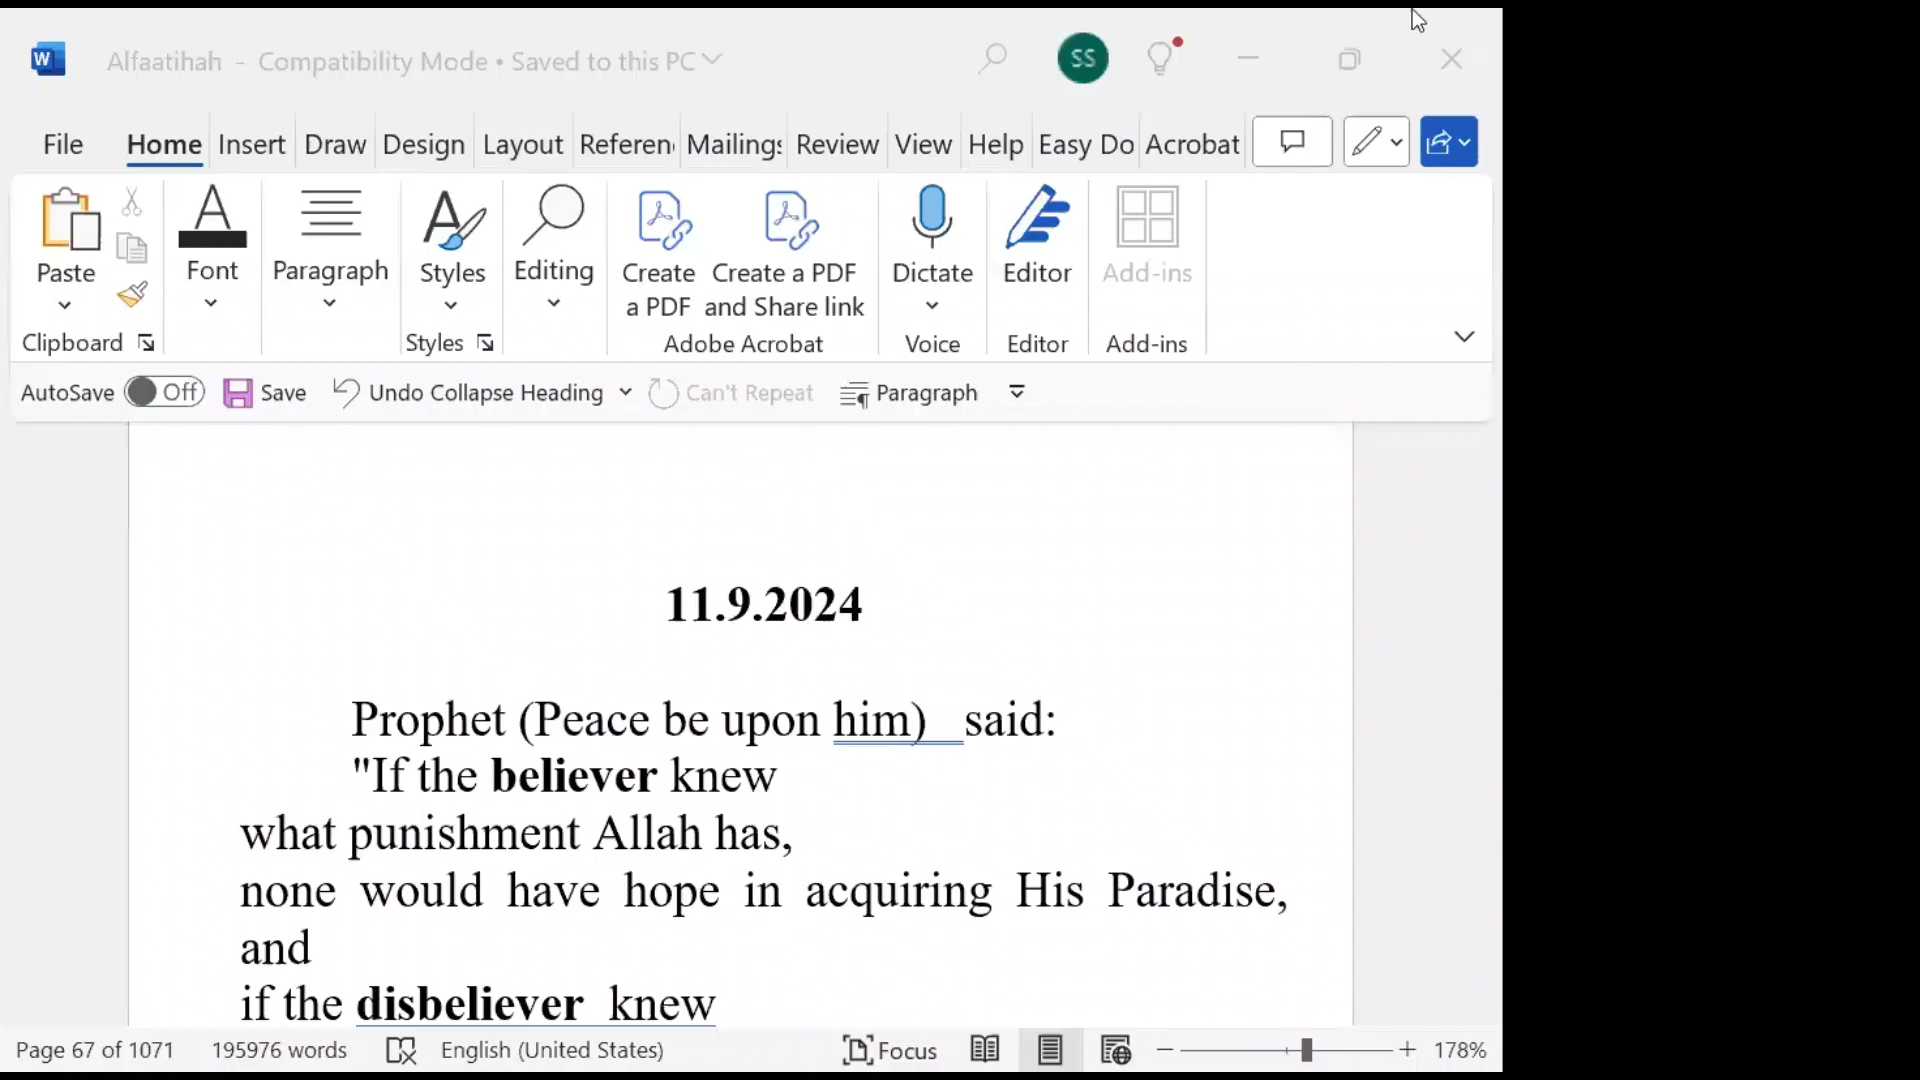 W
Alfaatihah - Compatibility Mode • Saved to this PC
SS
File Home Insert Draw Design Layout Referen Mailing Review View Help Easy Do Acrobat
Paste
Font
Paragraph
Styles
Editing
Create a PDF
Create a PDF and Share link
Dictate
Editor
Add-ins
Clipboard
Styles
Adobe Acrobat
Voice
Editor
Add-ins
AutoSave Off Save Undo Collapse Heading Can't Repeat Paragraph
11.9.2024
Prophet (Peace be upon him) said:
"If the believer knew
what punishment Allah has,
none would have hope in acquiring His Paradise,
and
if the disbeliever knew
Page 67 of 1071 195976 words English (United States) Focus 178%